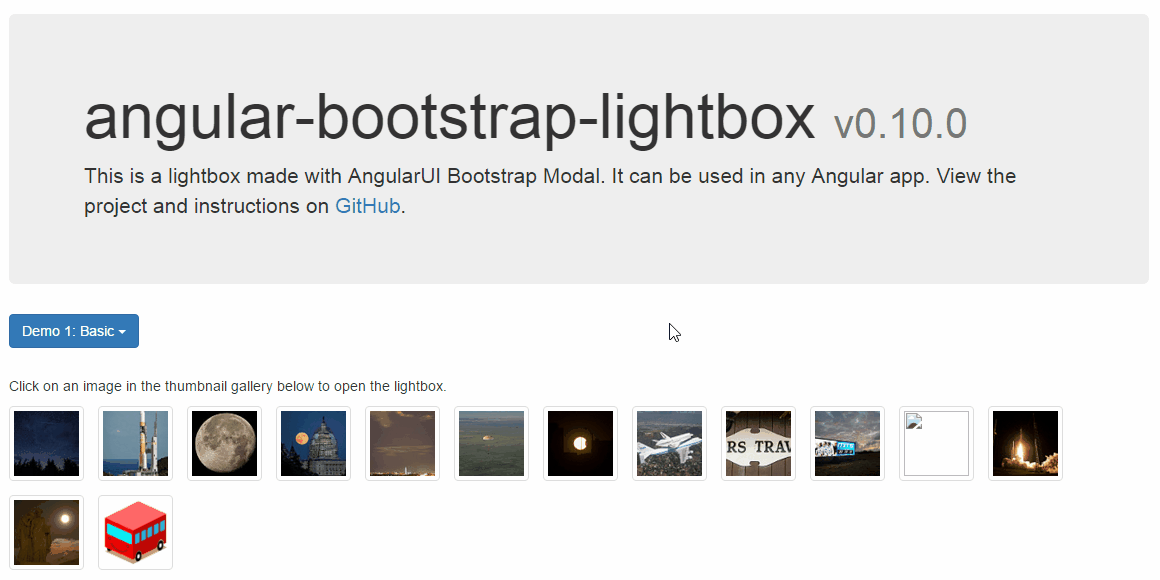 angular-bootstrap-lightbox v0.10.0
This is a lightbox made with AngularUI Bootstrap Modal. It can be used in any Angular app. View the
project and instructions on GitHub.
Demo 1: Basic
Click on an image in the thumbnail gallery below to open the lightbox.
RS TRAV